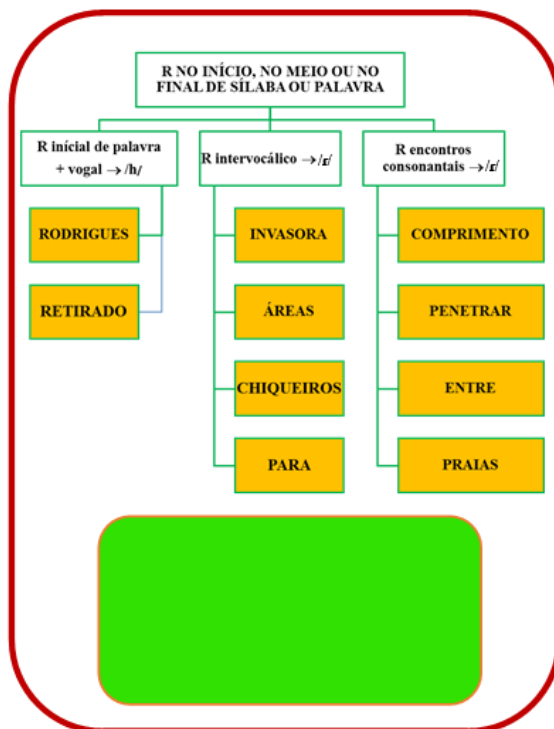 R NO INÍCIO, NO MEIO OU NO
FINAL DE SÍLABA OU PALAVRA
R inícial de palavra
+ vogal → /h/
R intervocálico →/ɾ/
R encontros
consonantais →/ɾ/
RODRIGUES
RETIRADO
INVASORA
ÁREAS
CHIQUEIROS
PARA
COMPRIMENTO
PENETRAR
ENTRE
PRAIAS